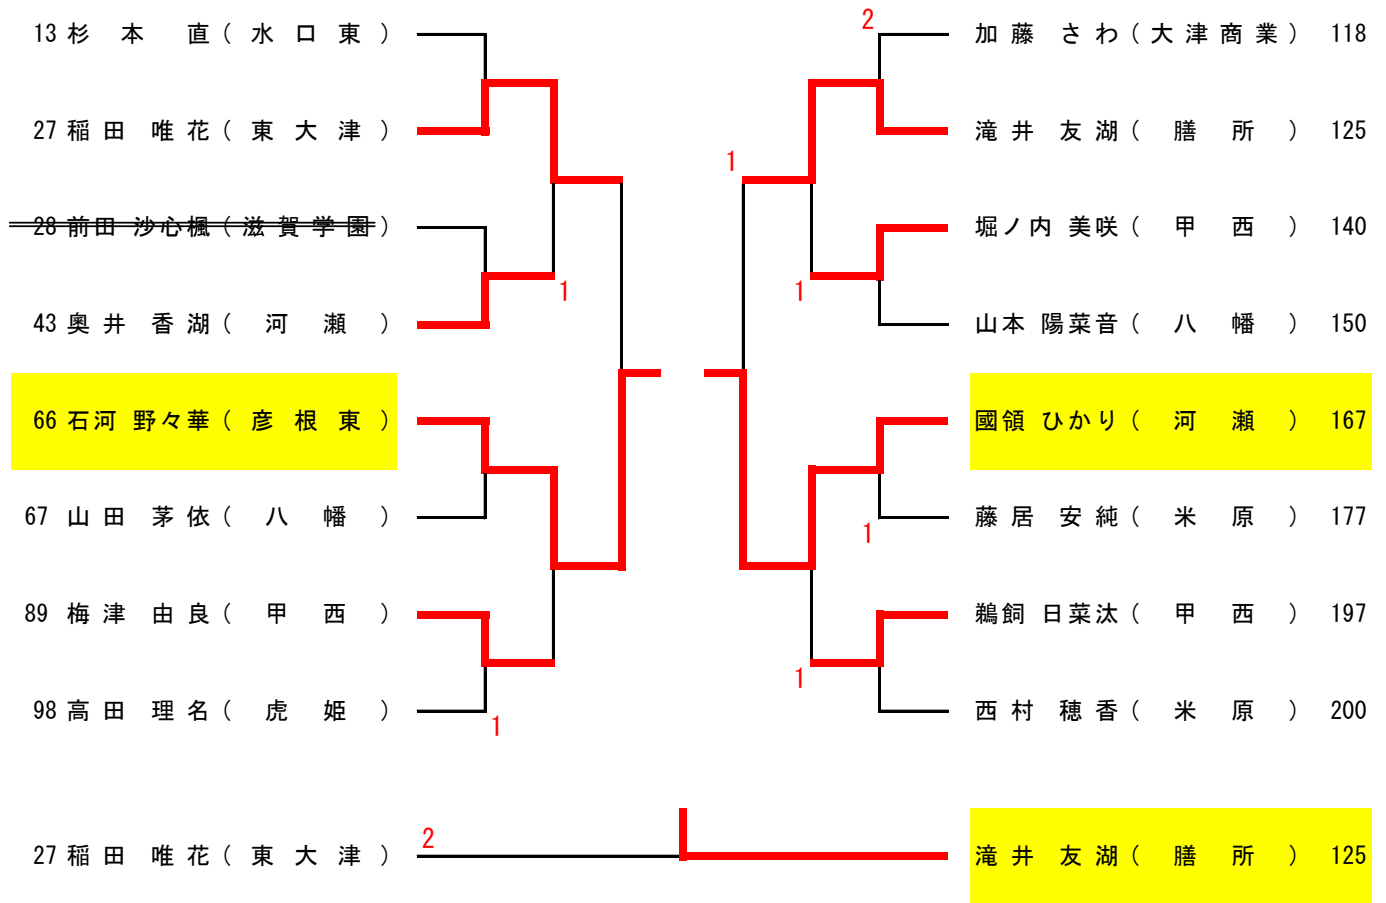 13 杉本 直 ( 水口東 )
27 稲田 唯花 ( 東大津 )
28 前田 沙心楓 ( 滋賀学園 )
43 奥井 香湖 ( 河瀬 )
1
66 石河 野々華 ( 彦根東 )
67 山田 茅依 ( 八幡 )
89 梅津 由良 ( 甲西 )
98 高田 理名 ( 虎姫 )
1
2
加藤 さわ ( 大津商業 ) 118
滝井 友湖 ( 膳所 ) 125
1
堀ノ内 美咲 ( 甲西 ) 140
1
山本 陽菜音 ( 八幡 ) 150
國領 ひかり ( 河瀬 ) 167
藤居 安純 ( 米原 ) 177
1
鵜飼 日菜汰 ( 甲西 ) 197
1
西村 穂香 ( 米原 ) 200
27 稲田 唯花 ( 東大津 ) 2
滝井 友湖 ( 膳所 ) 125